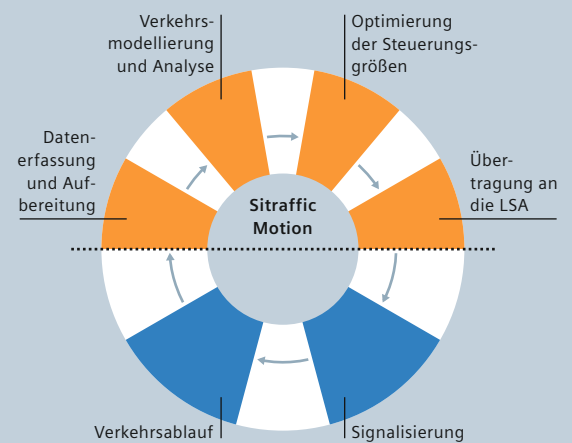 Verkehrs-
modellierung
und Analyse
Optimierung
der Steuerungs-
größen
Daten-
erfassung
und Auf-
bereitung
Über-
tragung an
die LSA
Sitraffic
Motion
Verkehrsablauf
Signalisierung